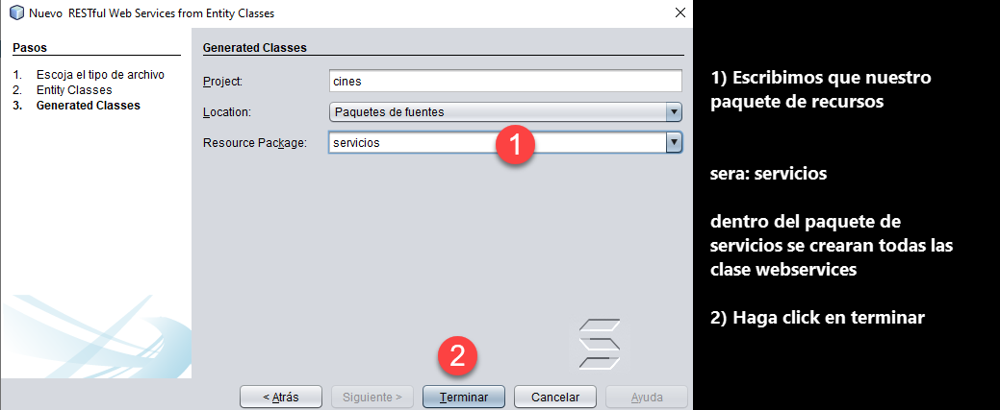 Nuevo RESTful Web Services from Entity Classes
Pasos
1. Escoja el tipo de archivo
2. Entity Classes
3. Generated Classes
Generated Classes
Project: cines
Location: Paquetes de fuentes
Resource Package: servicios
1
2
< Atrás Siguiente > Terminar Cancelar Ayuda
1) Escribimos que nuestro
paquete de recursos
sera: servicios
dentro del paquete de
servicios se crearan todas las
clase webservices
2) Haga click en terminar